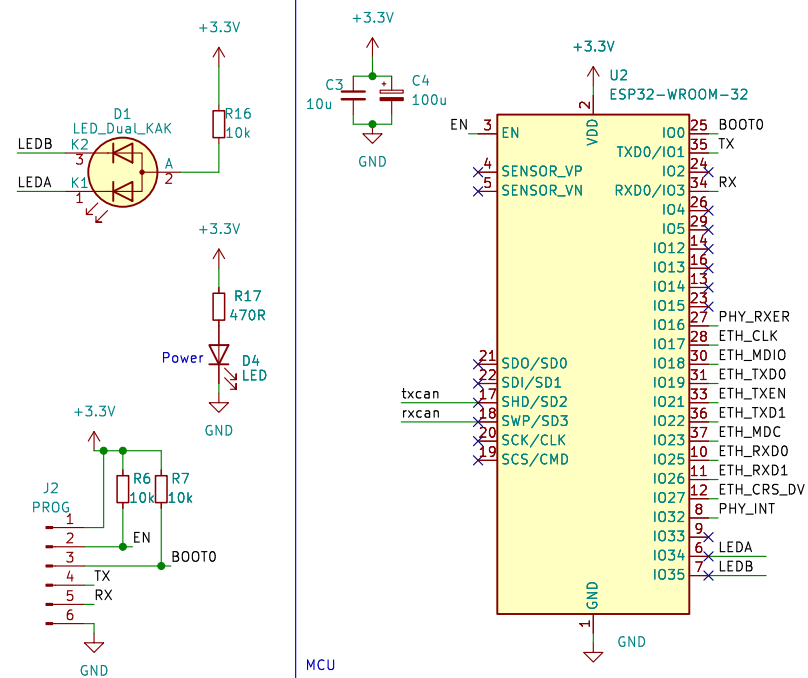 +3.3V
R16
10k
D1
LED_Dual_KAK
LEDB
K2
3
A
2
LEDA
K1
1
+3.3V
R17
470R
Power
D4
LED
GND
+3.3V
R6
10k
R7
10k
J2
PROG
1
2
EN
3
BOOT0
4
TX
5
RX
6
GND
+3.3V
C3
10u
C4
100u
GND
MCU
+3.3V
U2
ESP32-WROOM-32
2
VDD
EN
3
EN
4
SENSOR_VP
5
SENSOR_VN
21
SDO/SD0
22
SDI/SD1
txcan
17
SHD/SD2
rxcan
18
SWP/SD3
20
SCK/CLK
19
SCS/CMD
IO0
25
BOOT0
TXD0/IO1
35
TX
IO2
24
RXD0/IO3
34
RX
IO4
26
IO5
29
IO12
14
IO13
16
IO14
13
IO15
23
IO16
27
PHY_RXER
IO17
28
ETH_CLK
IO18
30
ETH_MDIO
IO19
31
ETH_TXD0
IO21
33
ETH_TXEN
IO22
36
ETH_TXD1
IO23
37
ETH_MDC
IO25
10
ETH_RXD0
IO26
11
ETH_RXD1
IO27
12
ETH_CRS_DV
IO32
8
PHY_INT
IO33
9
IO34
6
LEDA
IO35
7
LEDB
GND
1
GND